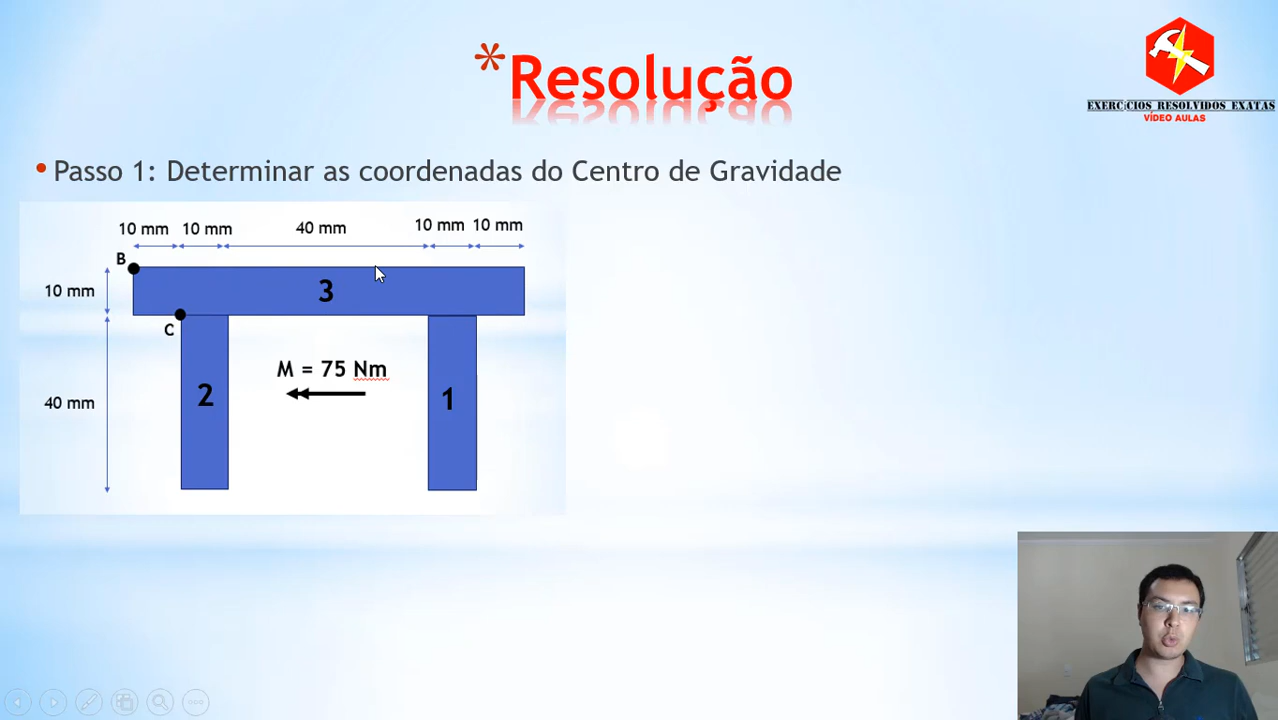 *Resolução
EXERCÍCIOS RESOLVIDOS EXATAS
VÍDEO AULAS
• Passo 1: Determinar as coordenadas do Centro de Gravidade
10 mm 10 mm 40 mm 10 mm 10 mm
B
10 mm
3
C
M = 75 Nm
40 mm
2
1